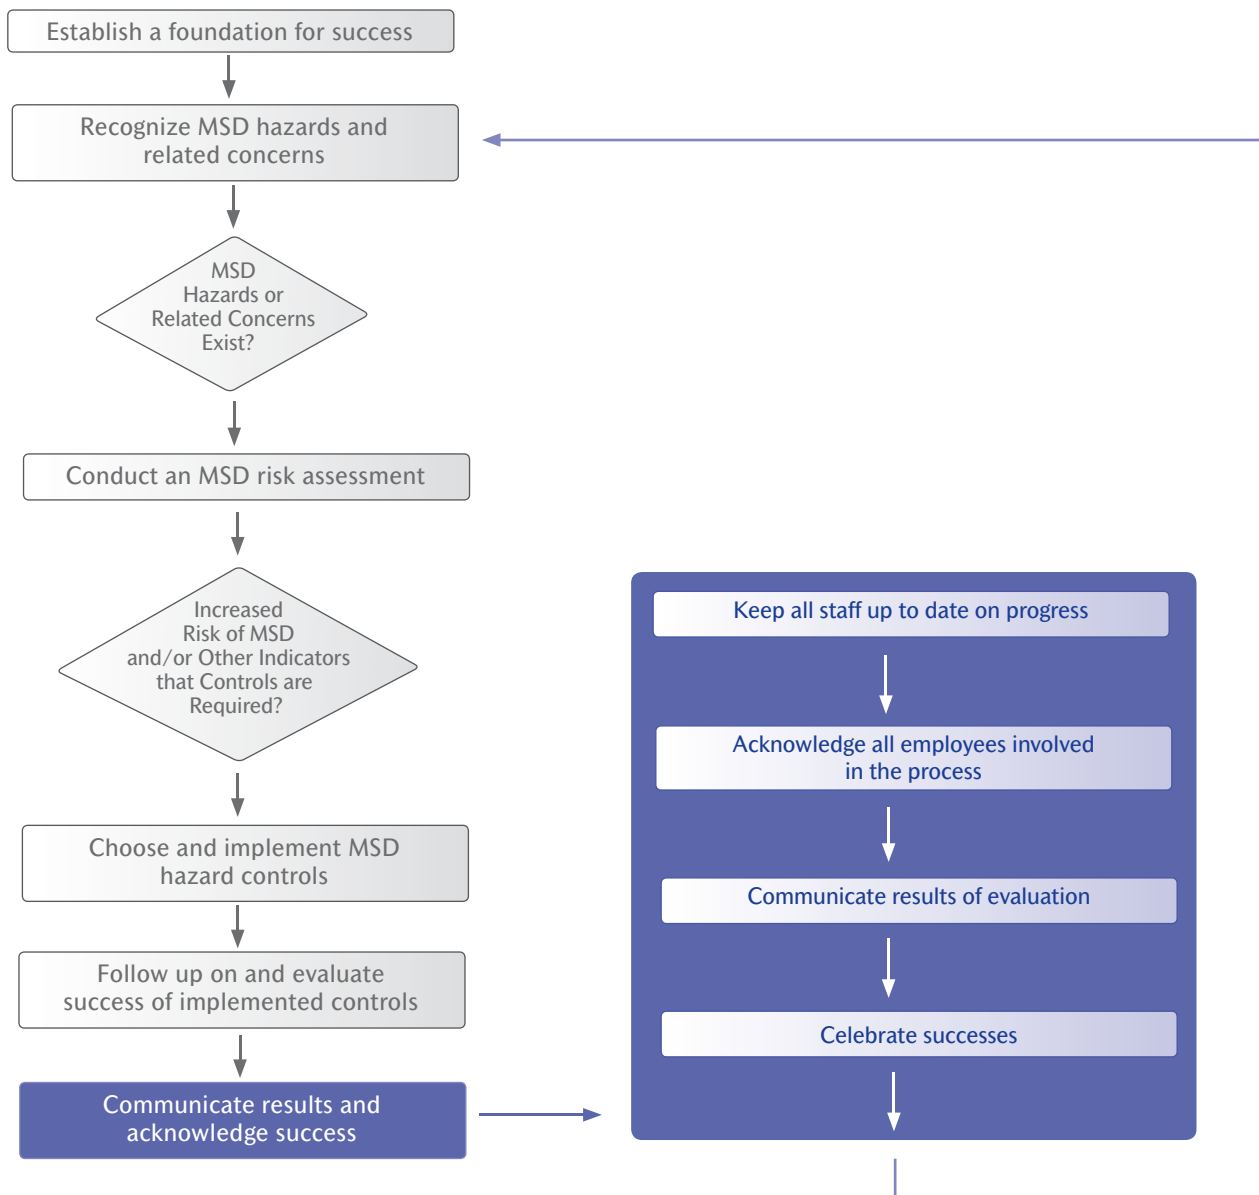 Establish a foundation for success
Recognize MSD hazards and
related concerns
MSD
Hazards or
Related Concerns
Exist?
Conduct an MSD risk assessment
Increased
Risk of MSD
and/or Other Indicators
that Controls are
Required?
Choose and implement MSD
hazard controls
Follow up on and evaluate
success of implemented controls
Communicate results and
acknowledge success
Keep all staff up to date on progress
Acknowledge all employees involved
in the process
Communicate results of evaluation
Celebrate successes